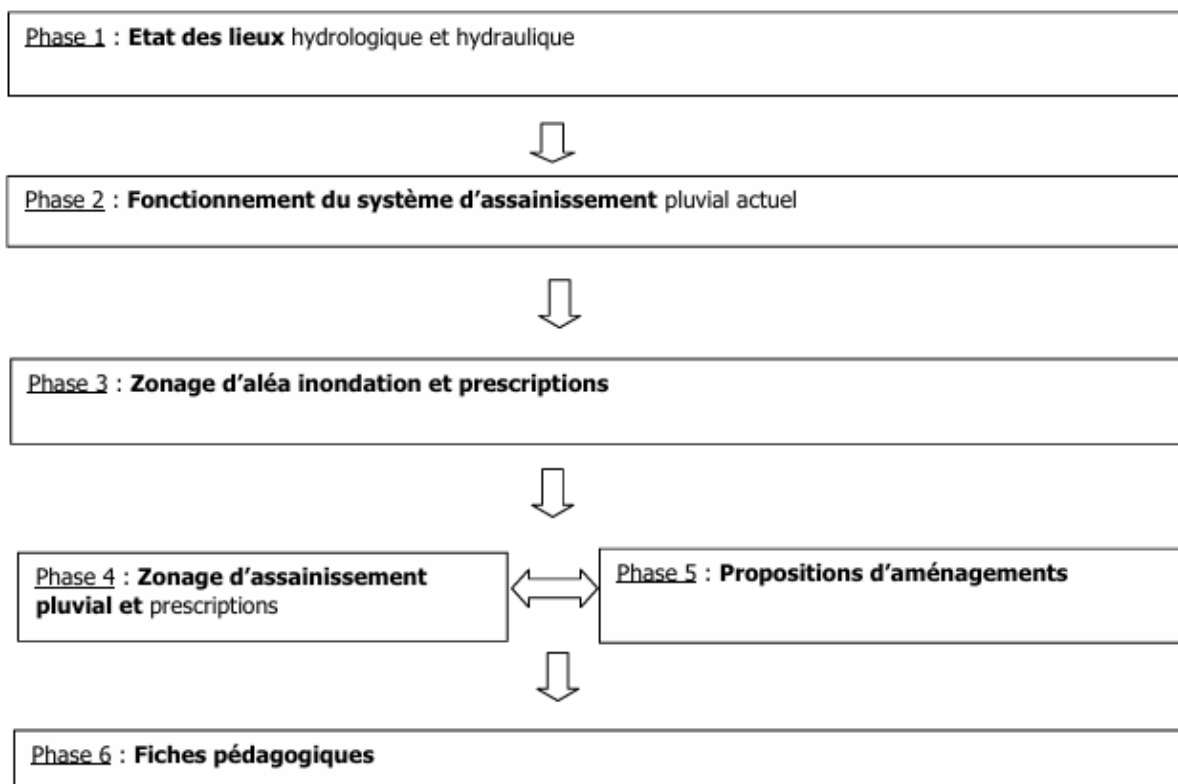 Phase 1 : Etat des lieux hydrologique et hydraulique
Phase 2 : Fonctionnement du système d'assainissement pluvial actuel
Phase 3 : Zonage d'aléa inondation et prescriptions
Phase 4 : Zonage d'assainissement
pluvial et prescriptions
Phase 5 : Propositions d'aménagements
Phase 6 : Fiches pédagogiques